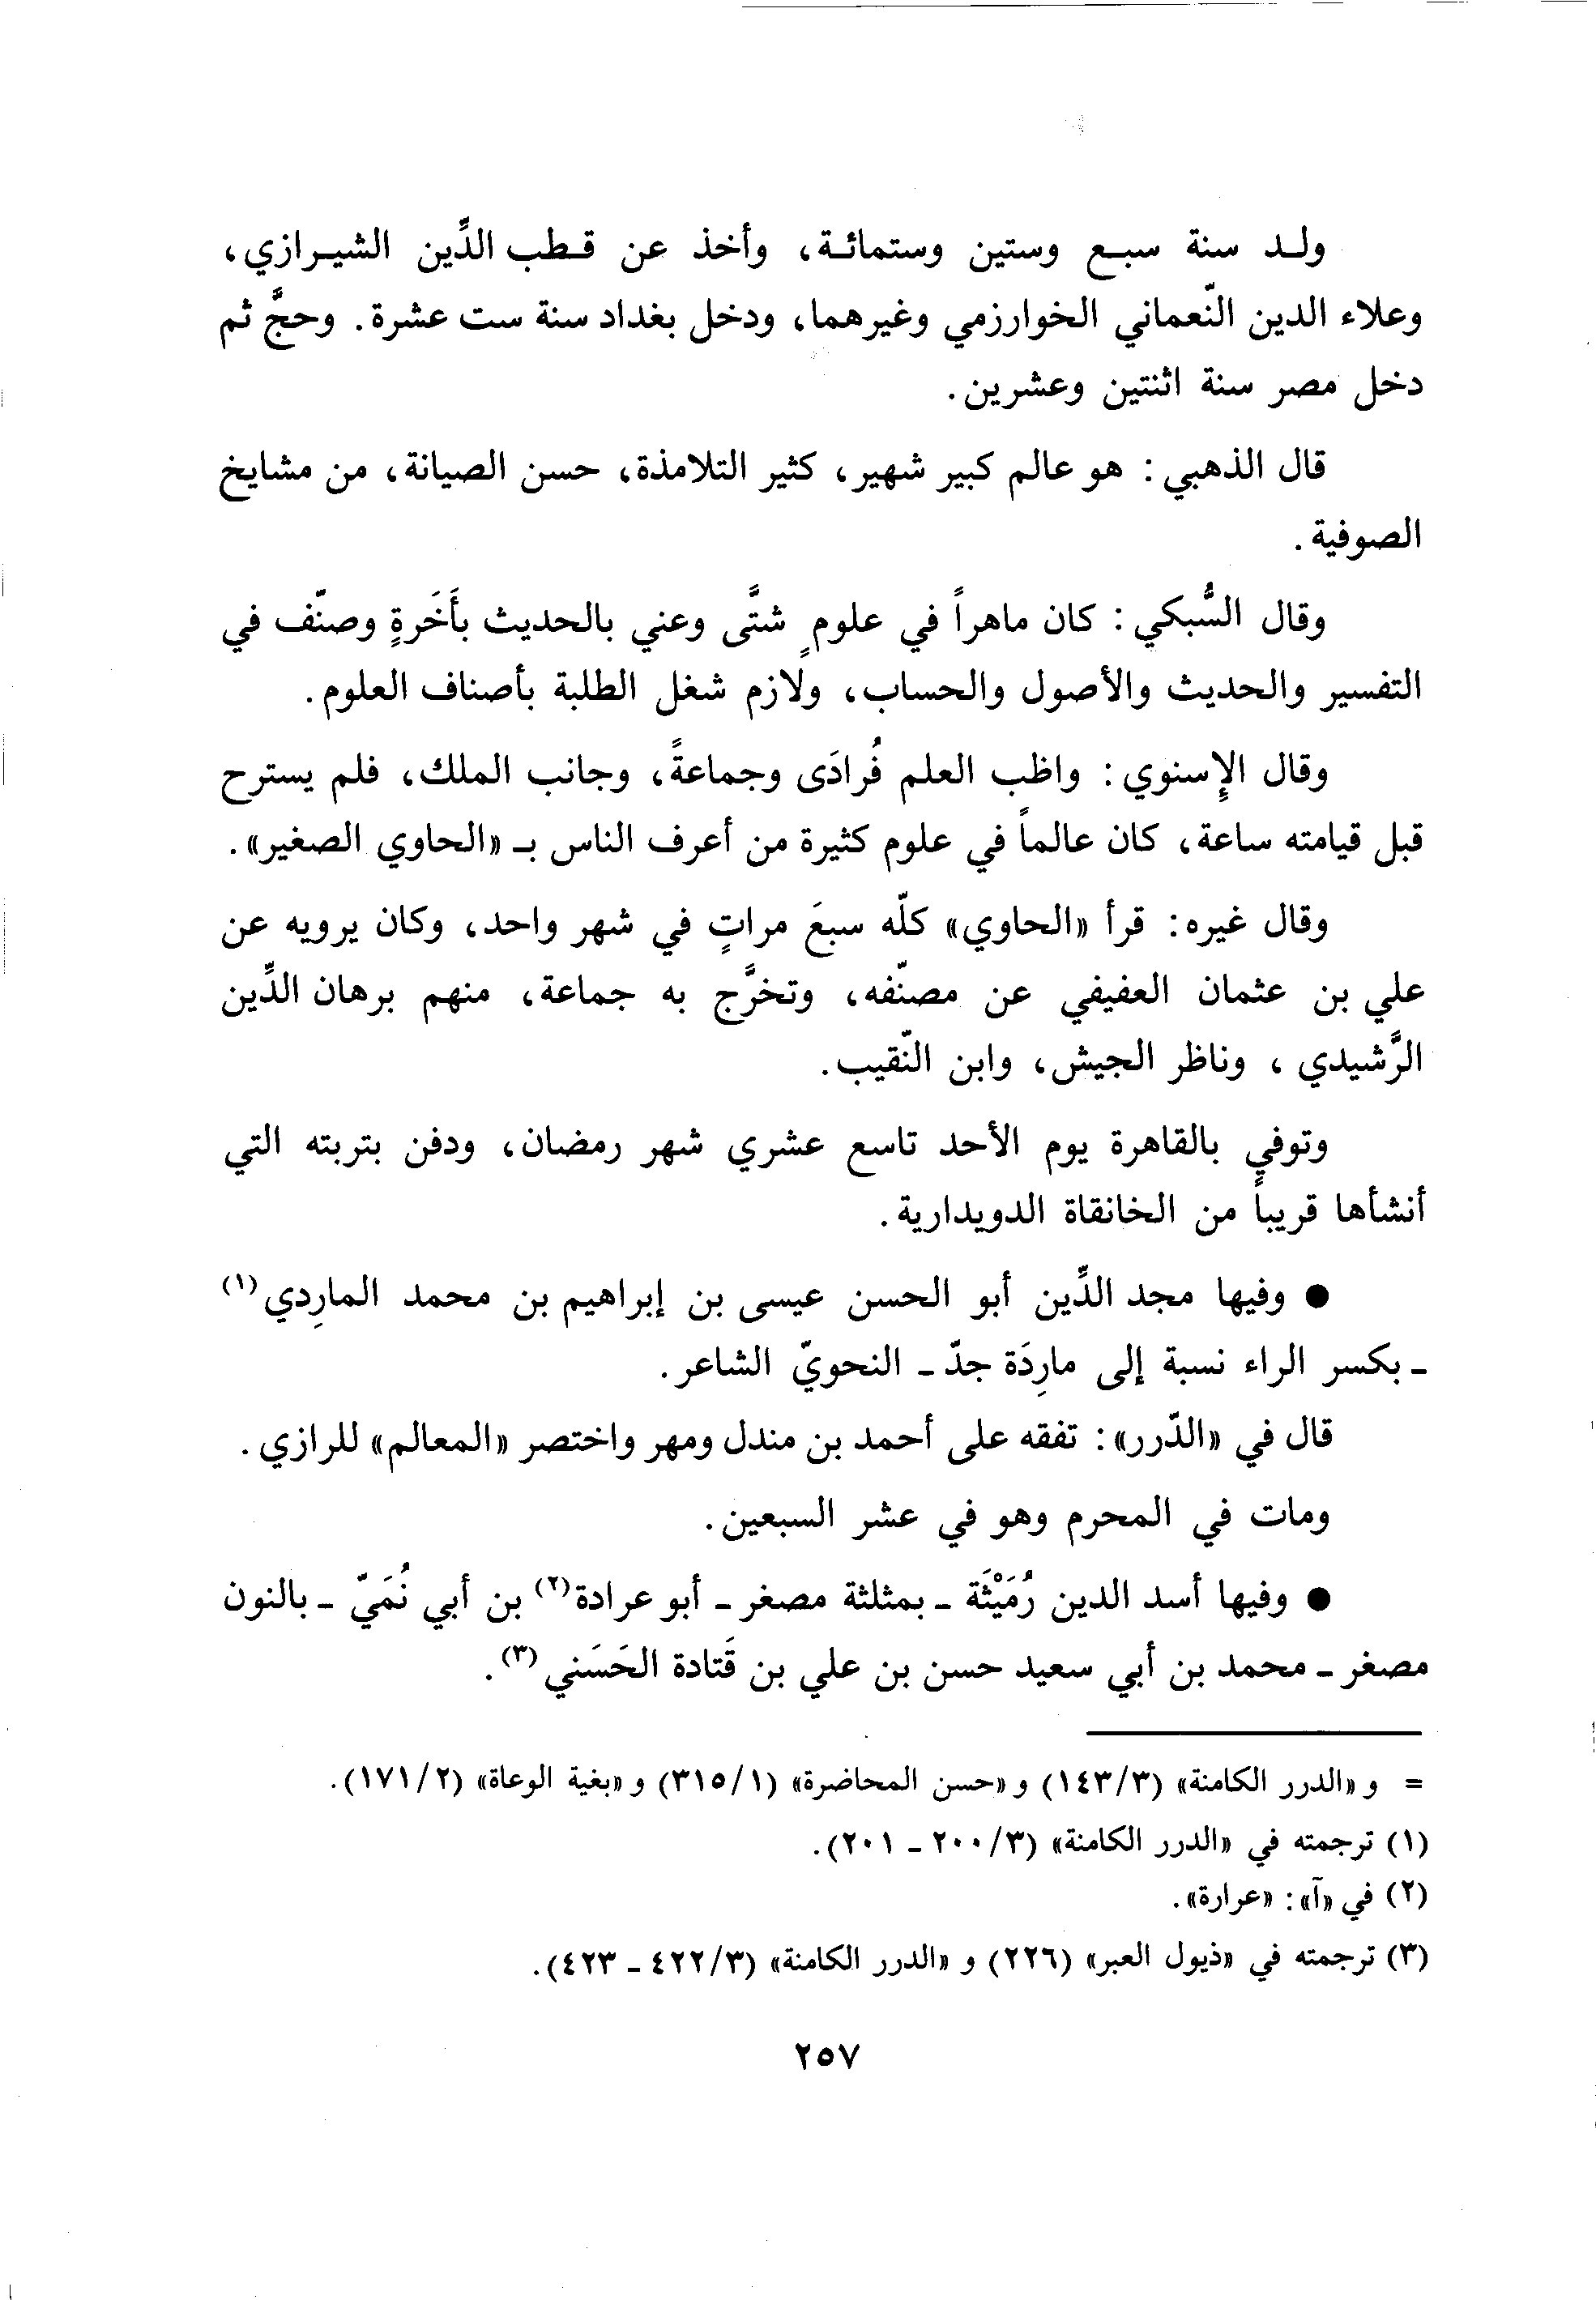 ولد سنة سبع وستين وستمائة، وأخذ عن قطب الدِّين الشيرازي،
وعلاء الدين النّعماني الخوارزمي وغيرهما، ودخل بغداد سنة ست عشرة. وحجَّ ثم
دخل مصر سنة اثنتين وعشرين.
قال الذهبي: هو عالم كبير شهير، كثير التلامذة، حسن الصيانة، من مشايخ
الصوفية.
وقال السُّبكي: كان ماهراً في علومٍ شتَّى وعني بالحديث بأَخَرةٍ وصنّف في
التفسير والحديث والأصول والحساب، ولازم شغل الطلبة بأصناف العلوم.
وقال الإِسنوي: واظب العلم فُرادَى وجماعةً، وجانب الملك، فلم يسترح
قبل قيامته ساعة، كان عالماً في علوم كثيرة من أعرف الناس بـ «الحاوي الصغير».
وقال غيره: قرأ «الحاوي» كلّه سبعَ مراتٍ في شهر واحد، وكان يرويه عن
علي بن عثمان العفيفي عن مصنّفه، وتخرَّج به جماعة، منهم برهان الدِّين
الرَّشيدي، وناظر الجيش، وابن النّقيب.
وتوفي بالقاهرة يوم الأحد تاسع عشري شهر رمضان، ودفن بتربته التي
أنشأها قريباً من الخانقاة الدويدارية.
● وفيها مجد الدِّين أبو الحسن عيسى بن إبراهيم بن محمد المارِدي(١)
ـ بكسر الراء نسبة إلى مارِدَة جدّ ـ النحويّ الشاعر.
قال في «الدّرر»: تفقه على أحمد بن مندل ومهر واختصر «المعالم» للرازي.
ومات في المحرم وهو في عشر السبعين.
● وفيها أسد الدين رُمَيْثَة ـ بمثلثة مصغر ـ أبو عرادة(٢) بن أبي نُمَيّ ـ بالنون
مصغر ـ محمد بن أبي سعيد حسن بن علي بن قَتادة الحَسَني(٣).
= و «الدرر الكامنة» (١٤٣/٣) و «حسن المحاضرة» (٣١٥/١) و «بغية الوعاة» (١٧١/٢).
(١) ترجمته في «الدرر الكامنة» (٢٠٠/٣ ـ ٢٠١).
(٢) في «آ»: «عرارة».
(٣) ترجمته في «ذيول العبر» (٢٢٦) و «الدرر الكامنة» (٤٢٢/٣ ـ ٤٢٣).
٢٥٧